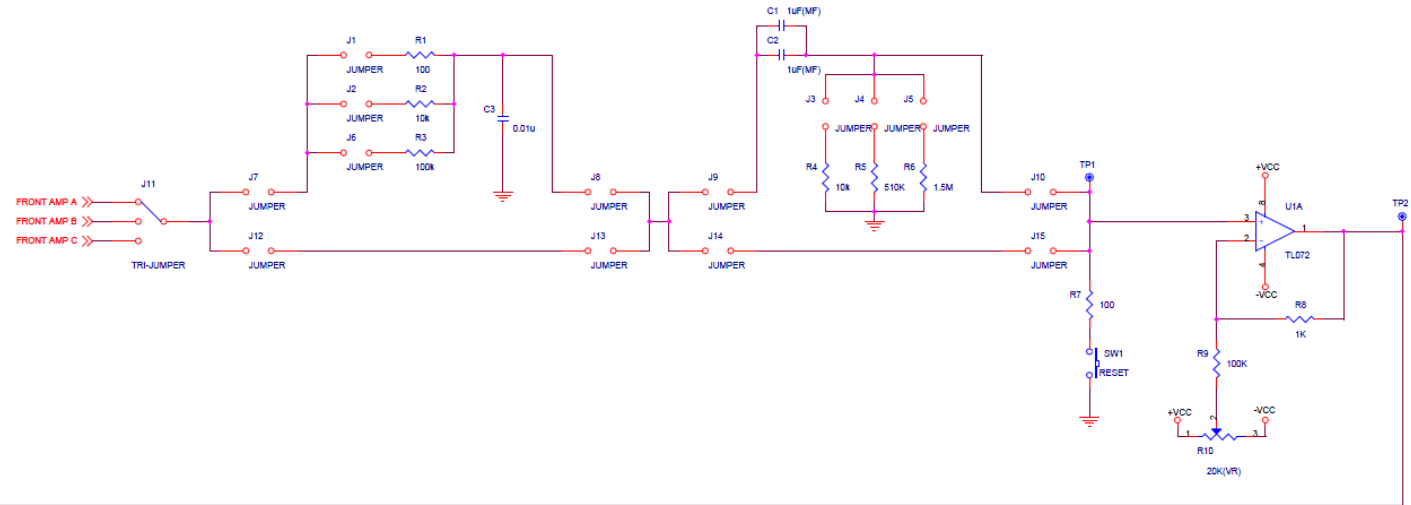 C1 1uF(MF)
C2
1uF(MF)
J1 R1
JUMPER 100
J2 R2
JUMPER 10k
J6 R3
JUMPER 100k
C3
0.01u
J3 J4 J5
JUMPER JUMPER JUMPER
R4 R5 R6
10k 510K 1.5M
J11
FRONT AMP A
FRONT AMP B
FRONT AMP C
TRI-JUMPER
J7
JUMPER
J12
JUMPER
J8
JUMPER
J13
JUMPER
J9
JUMPER
J14
JUMPER
J10
JUMPER
J15
JUMPER
TP1
R7
100
SW1
RESET
+VCC
8
U1A
3 +
1
2 -
TL072
4
-VCC
TP2
R8
1K
R9
100K
+VCC 2 -VCC
1 3
R10
20K(VR)